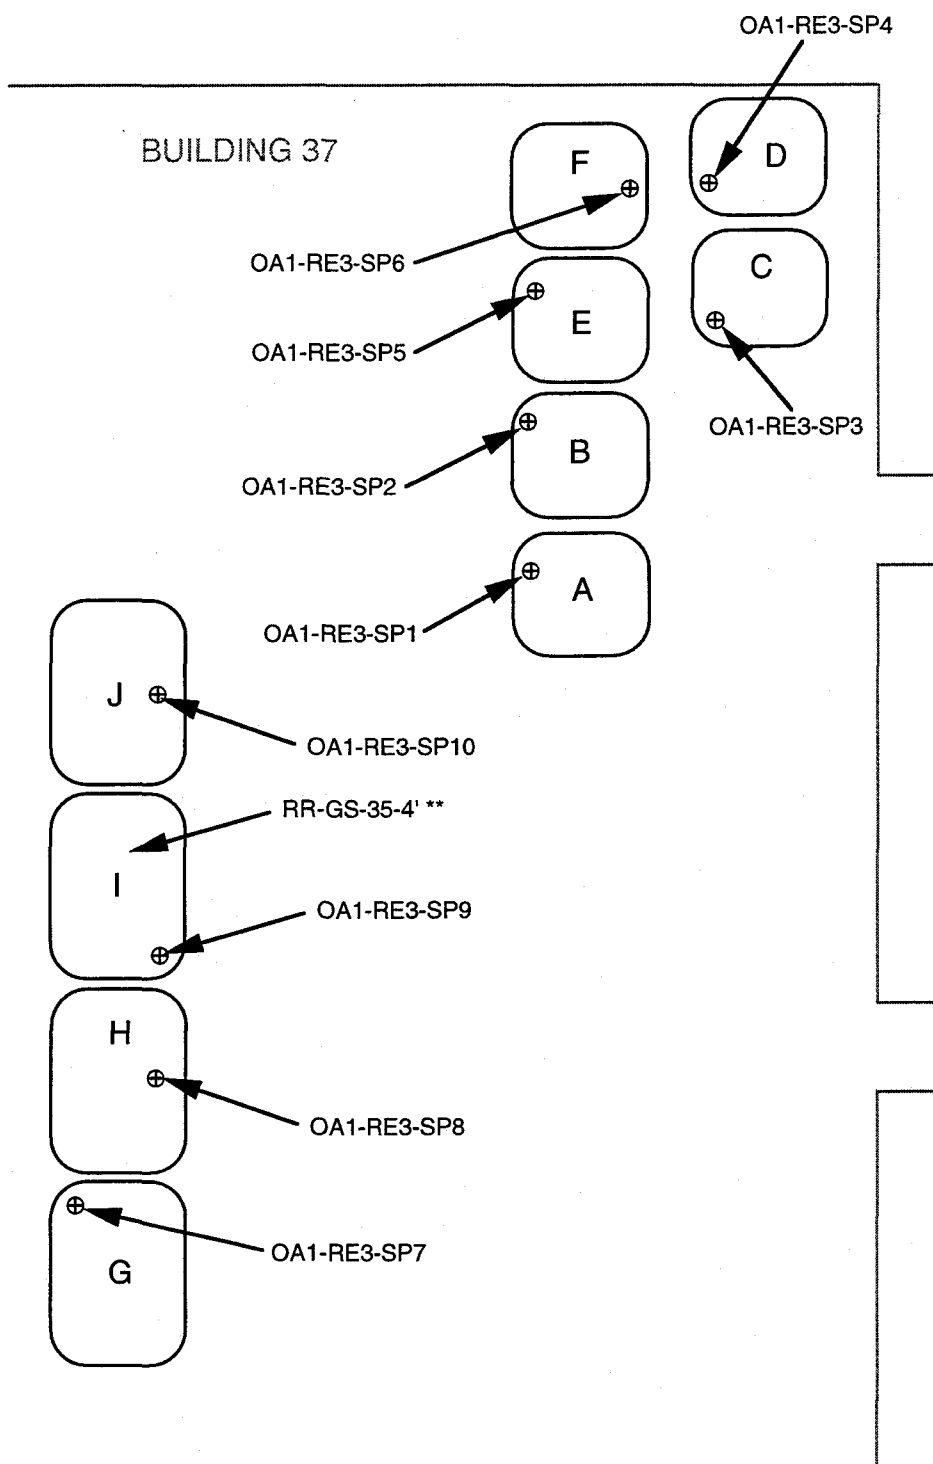 OA1-RE3-SP4
BUILDING 37
F
D
OA1-RE3-SP6
C
E
OA1-RE3-SP5
OA1-RE3-SP3
B
OA1-RE3-SP2
A
OA1-RE3-SP1
J
OA1-RE3-SP10
RR-GS-35-4' **
I
OA1-RE3-SP9
H
OA1-RE3-SP8
OA1-RE3-SP7
G